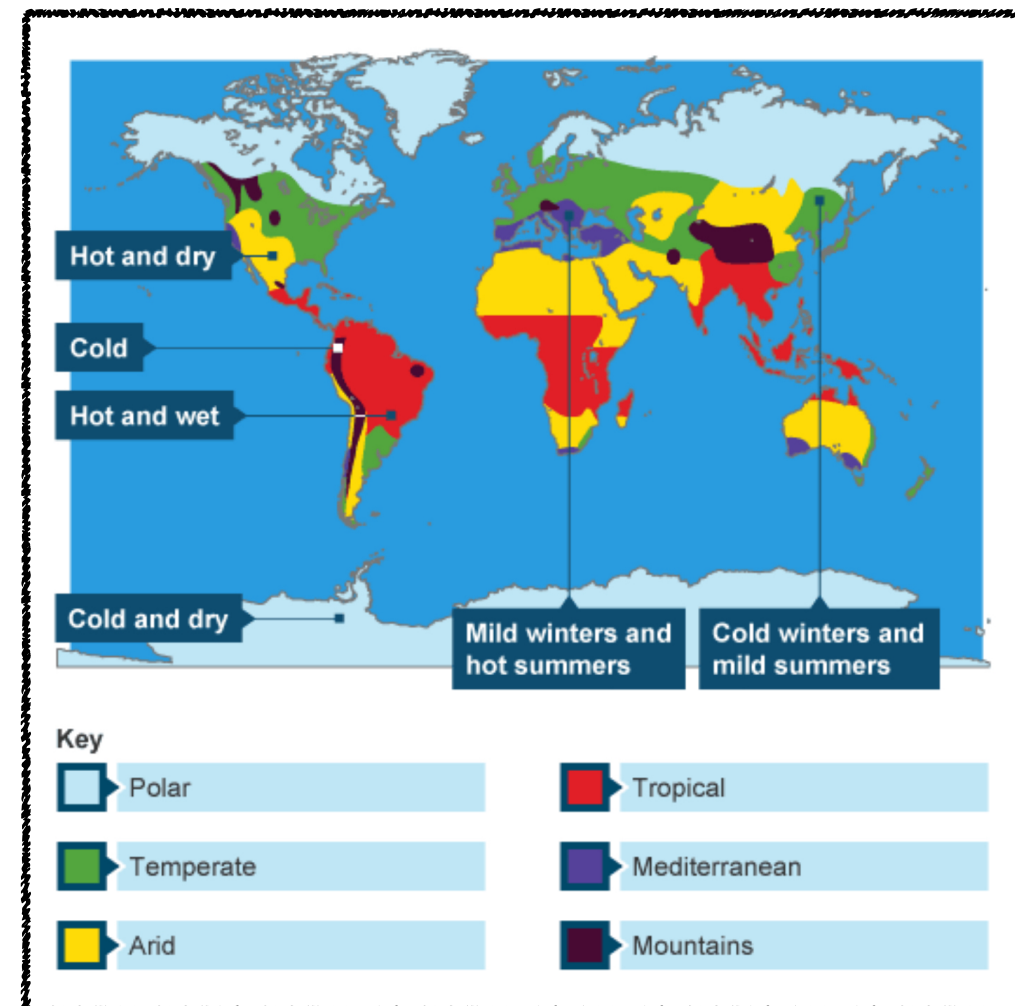 Hot and dry
Cold
Hot and wet
Cold and dry
Mild winters and
hot summers
Cold winters and
mild summers
Key
Polar
Tropical
Temperate
Mediterranean
Arid
Mountains